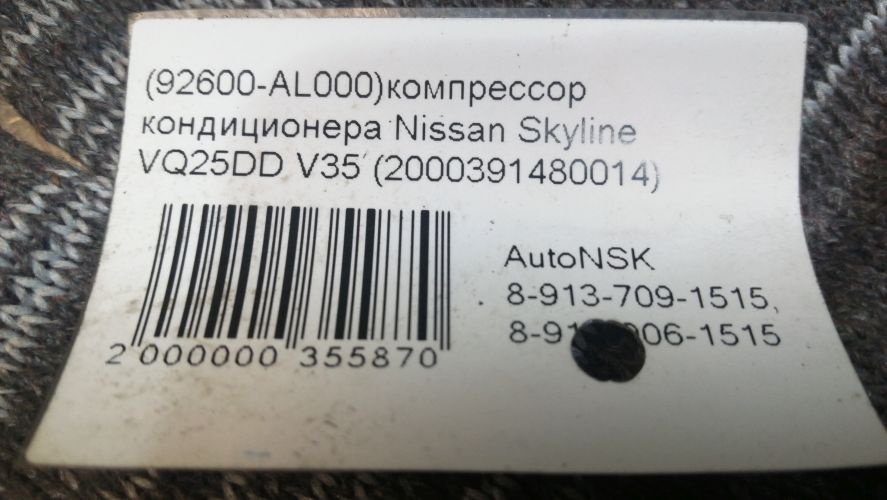 (92600-AL000)компрессор
кондиционера Nissan Skyline
VQ25DD V35 (2000391480014)
AutoNSK
8-913-709-1515,
2 000000 355870